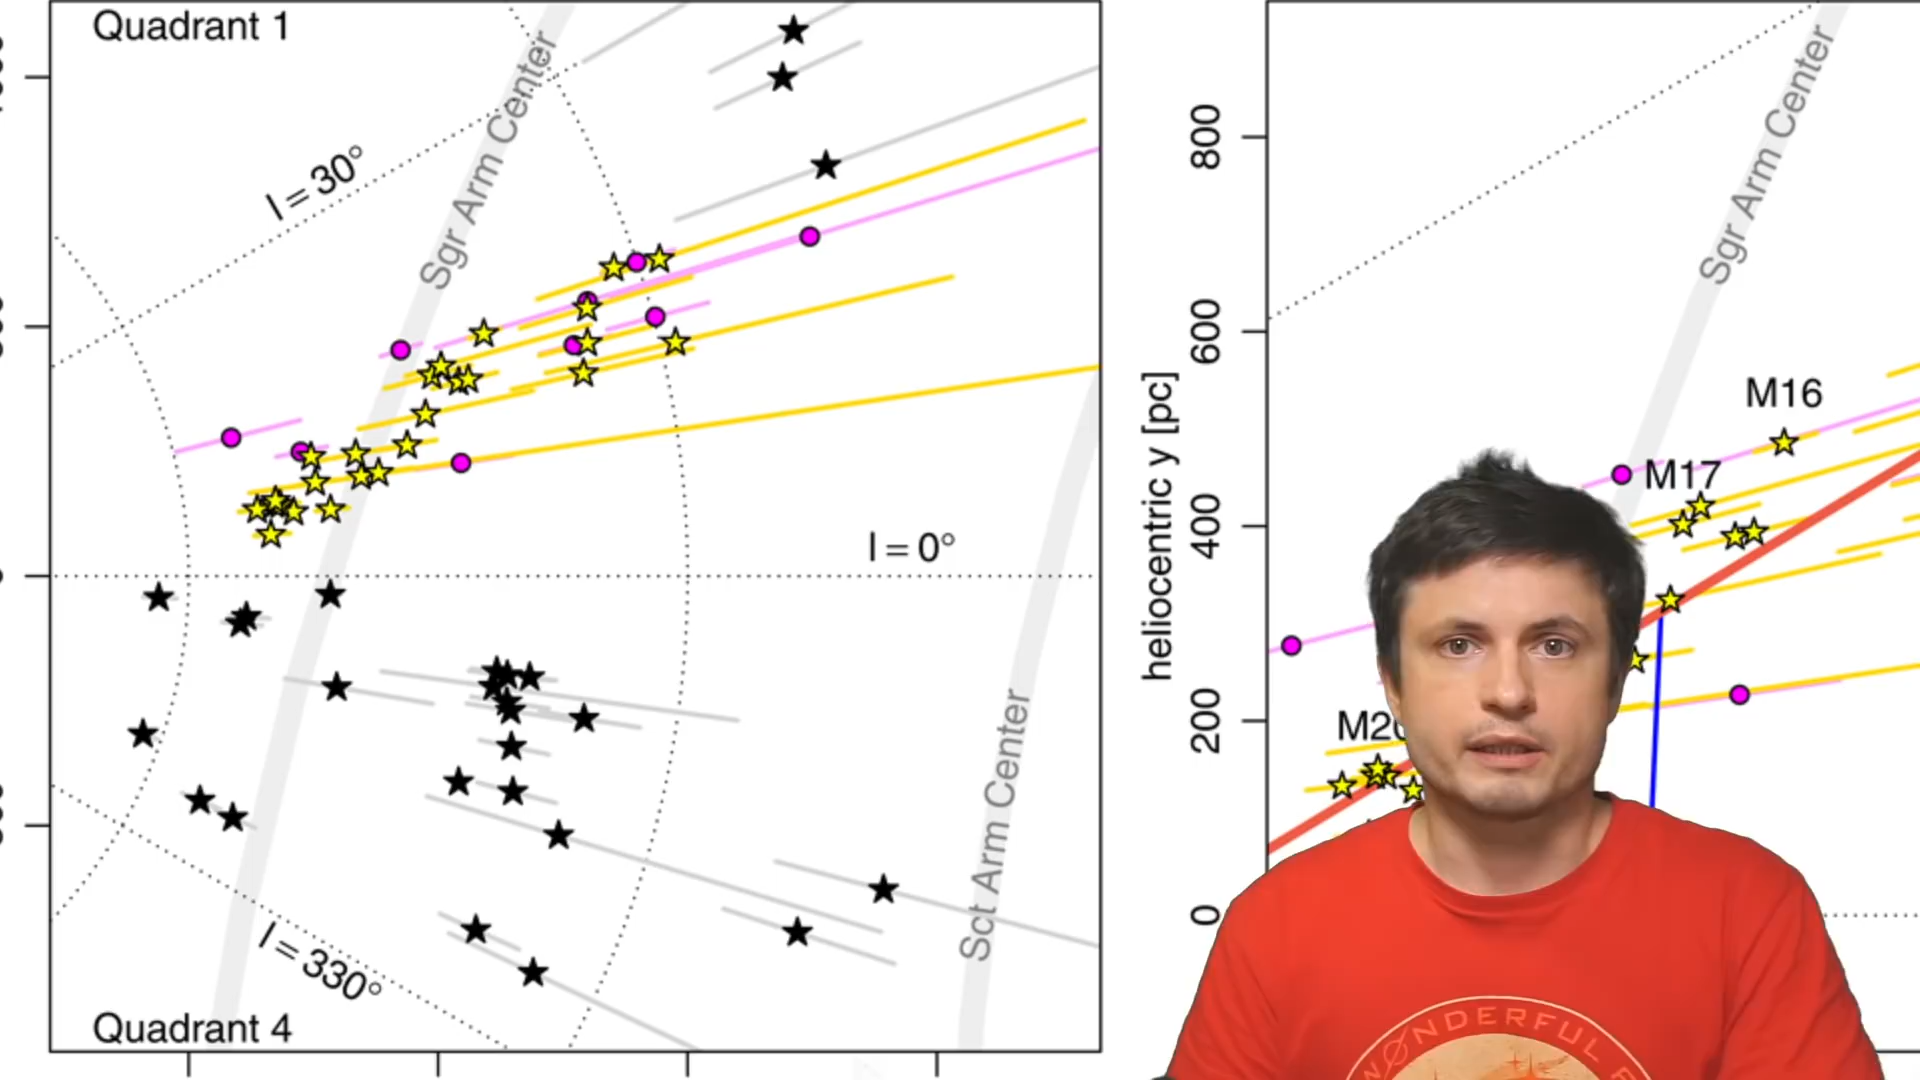 Quadrant 1
Sgr Arm Center
l = 30°
l = 0°
Sct Arm Center
l = 330°
Quadrant 4
heliocentric y [pc]
800
600
400
200
0
Sgr Arm Center
M16
M17
WONDERFUL